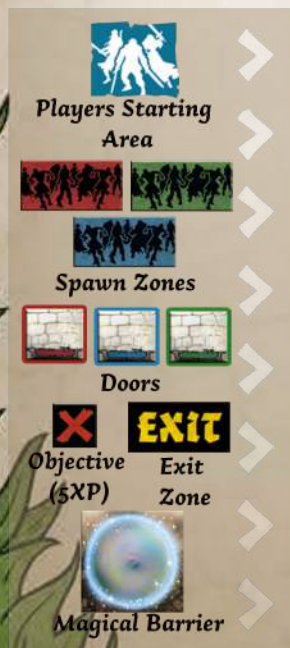 Players Starting
Area
Spawn Zones
Doors
EXIT
Objective
(5XP)
Exit
Zone
Magical Barrier